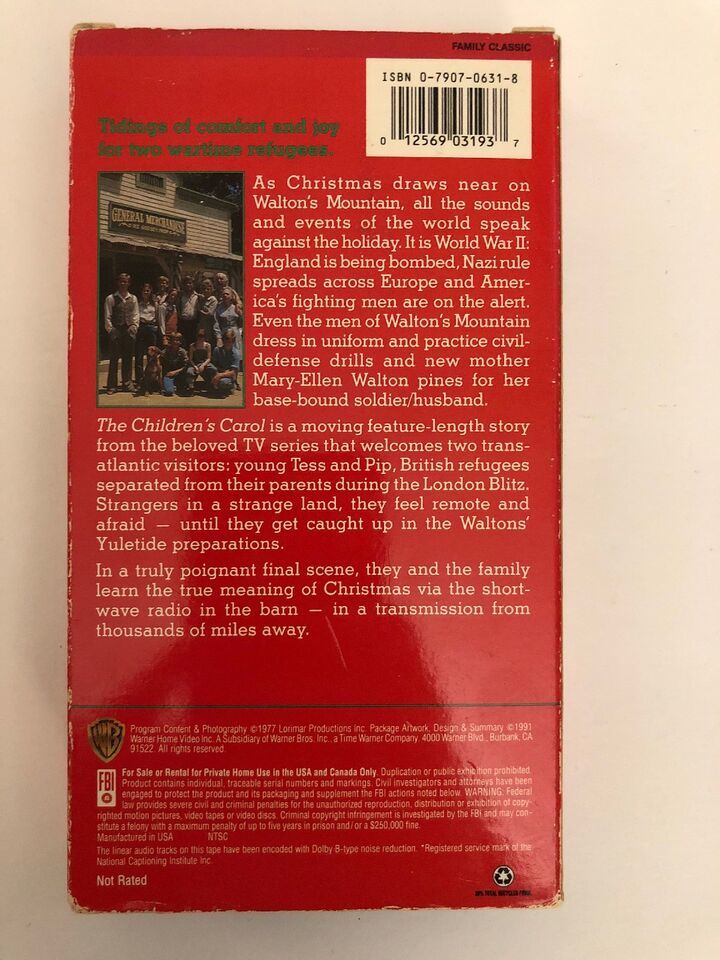 FAMILY CLASSIC
ISBN 0-7907-0631-8
0 12569 03193 7
Tidings of comfort and joy
for two wartime refugees.
GENERAL MERCHANDISE
As Christmas draws near on
Walton's Mountain, all the sounds
and events of the world speak
against the holiday. It is World War II:
England is being bombed, Nazi rule
spreads across Europe and Amer-
ica's fighting men are on the alert.
Even the men of Walton's Mountain
dress in uniform and practice civil-
defense drills and new mother
Mary-Ellen Walton pines for her
base-bound soldier/husband.
The Children's Carol is a moving feature-length story
from the beloved TV series that welcomes two trans-
atlantic visitors: young Tess and Pip, British refugees
separated from their parents during the London Blitz.
Strangers in a strange land, they feel remote and
afraid — until they get caught up in the Waltons'
Yuletide preparations.
In a truly poignant final scene, they and the family
learn the true meaning of Christmas via the short-
wave radio in the barn — in a transmission from
thousands of miles away.
WB
Program Content & Photography ©1977 Lorimar Productions Inc. Package Artwork, Design & Summary ©1991
Warner Home Video Inc. A Subsidiary of Warner Bros. Inc., a Time Warner Company, 4000 Warner Blvd., Burbank, CA
91522. All rights reserved.
FBI
For Sale or Rental for Private Home Use in the USA and Canada Only. Duplication or public exhibition prohibited.
Product contains individual, traceable serial numbers and markings. Civil investigators and attorneys have been
engaged to protect the product and its packaging and supplement the FBI actions noted below. WARNING: Federal
law provides severe civil and criminal penalties for the unauthorized reproduction, distribution or exhibition of copy-
righted motion pictures, video tapes or video discs. Criminal copyright infringement is investigated by the FBI and may con-
stitute a felony with a maximum penalty of up to five years in prison and/or a $250,000 fine.
Manufactured in USA NTSC
The linear audio tracks on this tape have been encoded with Dolby B-type noise reduction. *Registered service mark of the
National Captioning Institute Inc.
Not Rated